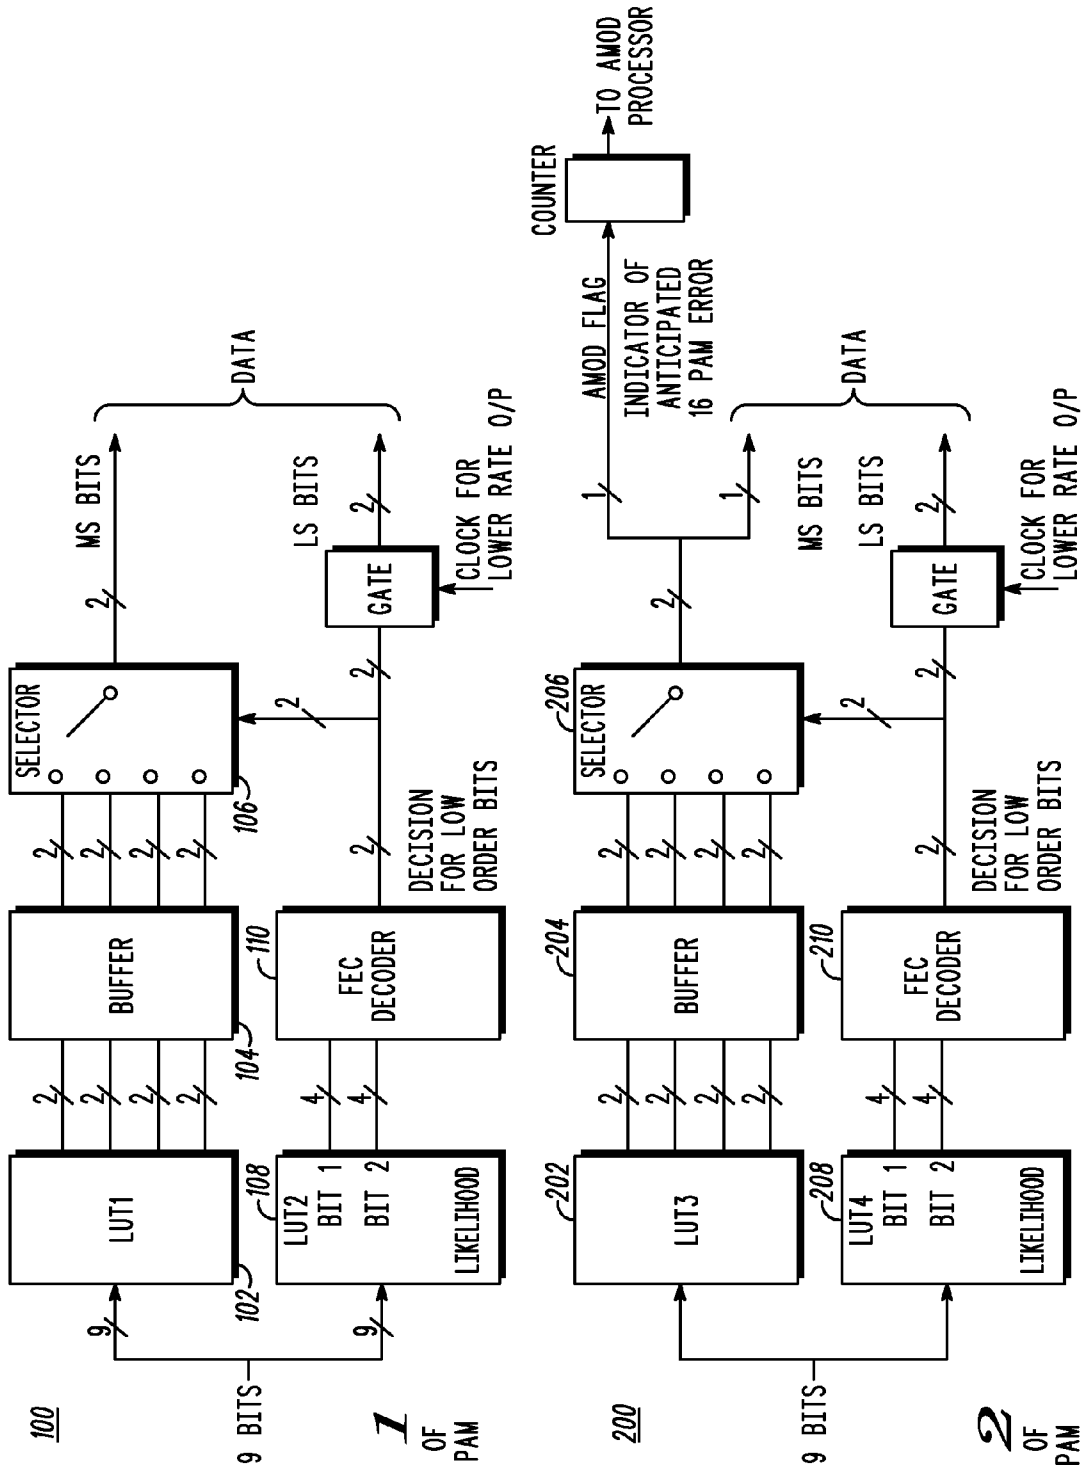 100
9 BITS
9
9
LUT1
102
LUT2
BIT 1
BIT 2
LIKELIHOOD
108
2
2
2
2
4
4
BUFFER
104
FEC
DECODER
110
2
2
2
2
SELECTOR
106
DECISION
FOR LOW
ORDER BITS
2
2
2
2
MS BITS
GATE
CLOCK FOR
LOWER RATE O/P
2
LS BITS
DATA
1
OF
PAM
200
9 BITS
LUT3
202
LUT4
BIT 1
BIT 2
LIKELIHOOD
208
2
2
2
2
4
4
BUFFER
204
FEC
DECODER
210
2
2
2
2
SELECTOR
206
DECISION
FOR LOW
ORDER BITS
2
2
2
2
1
1
AMOD FLAG
INDICATOR OF
ANTICIPATED
16 PAM ERROR
COUNTER
TO AMOD
PROCESSOR
MS BITS
LS BITS
GATE
2
CLOCK FOR
LOWER RATE O/P
DATA
2
OF
PAM